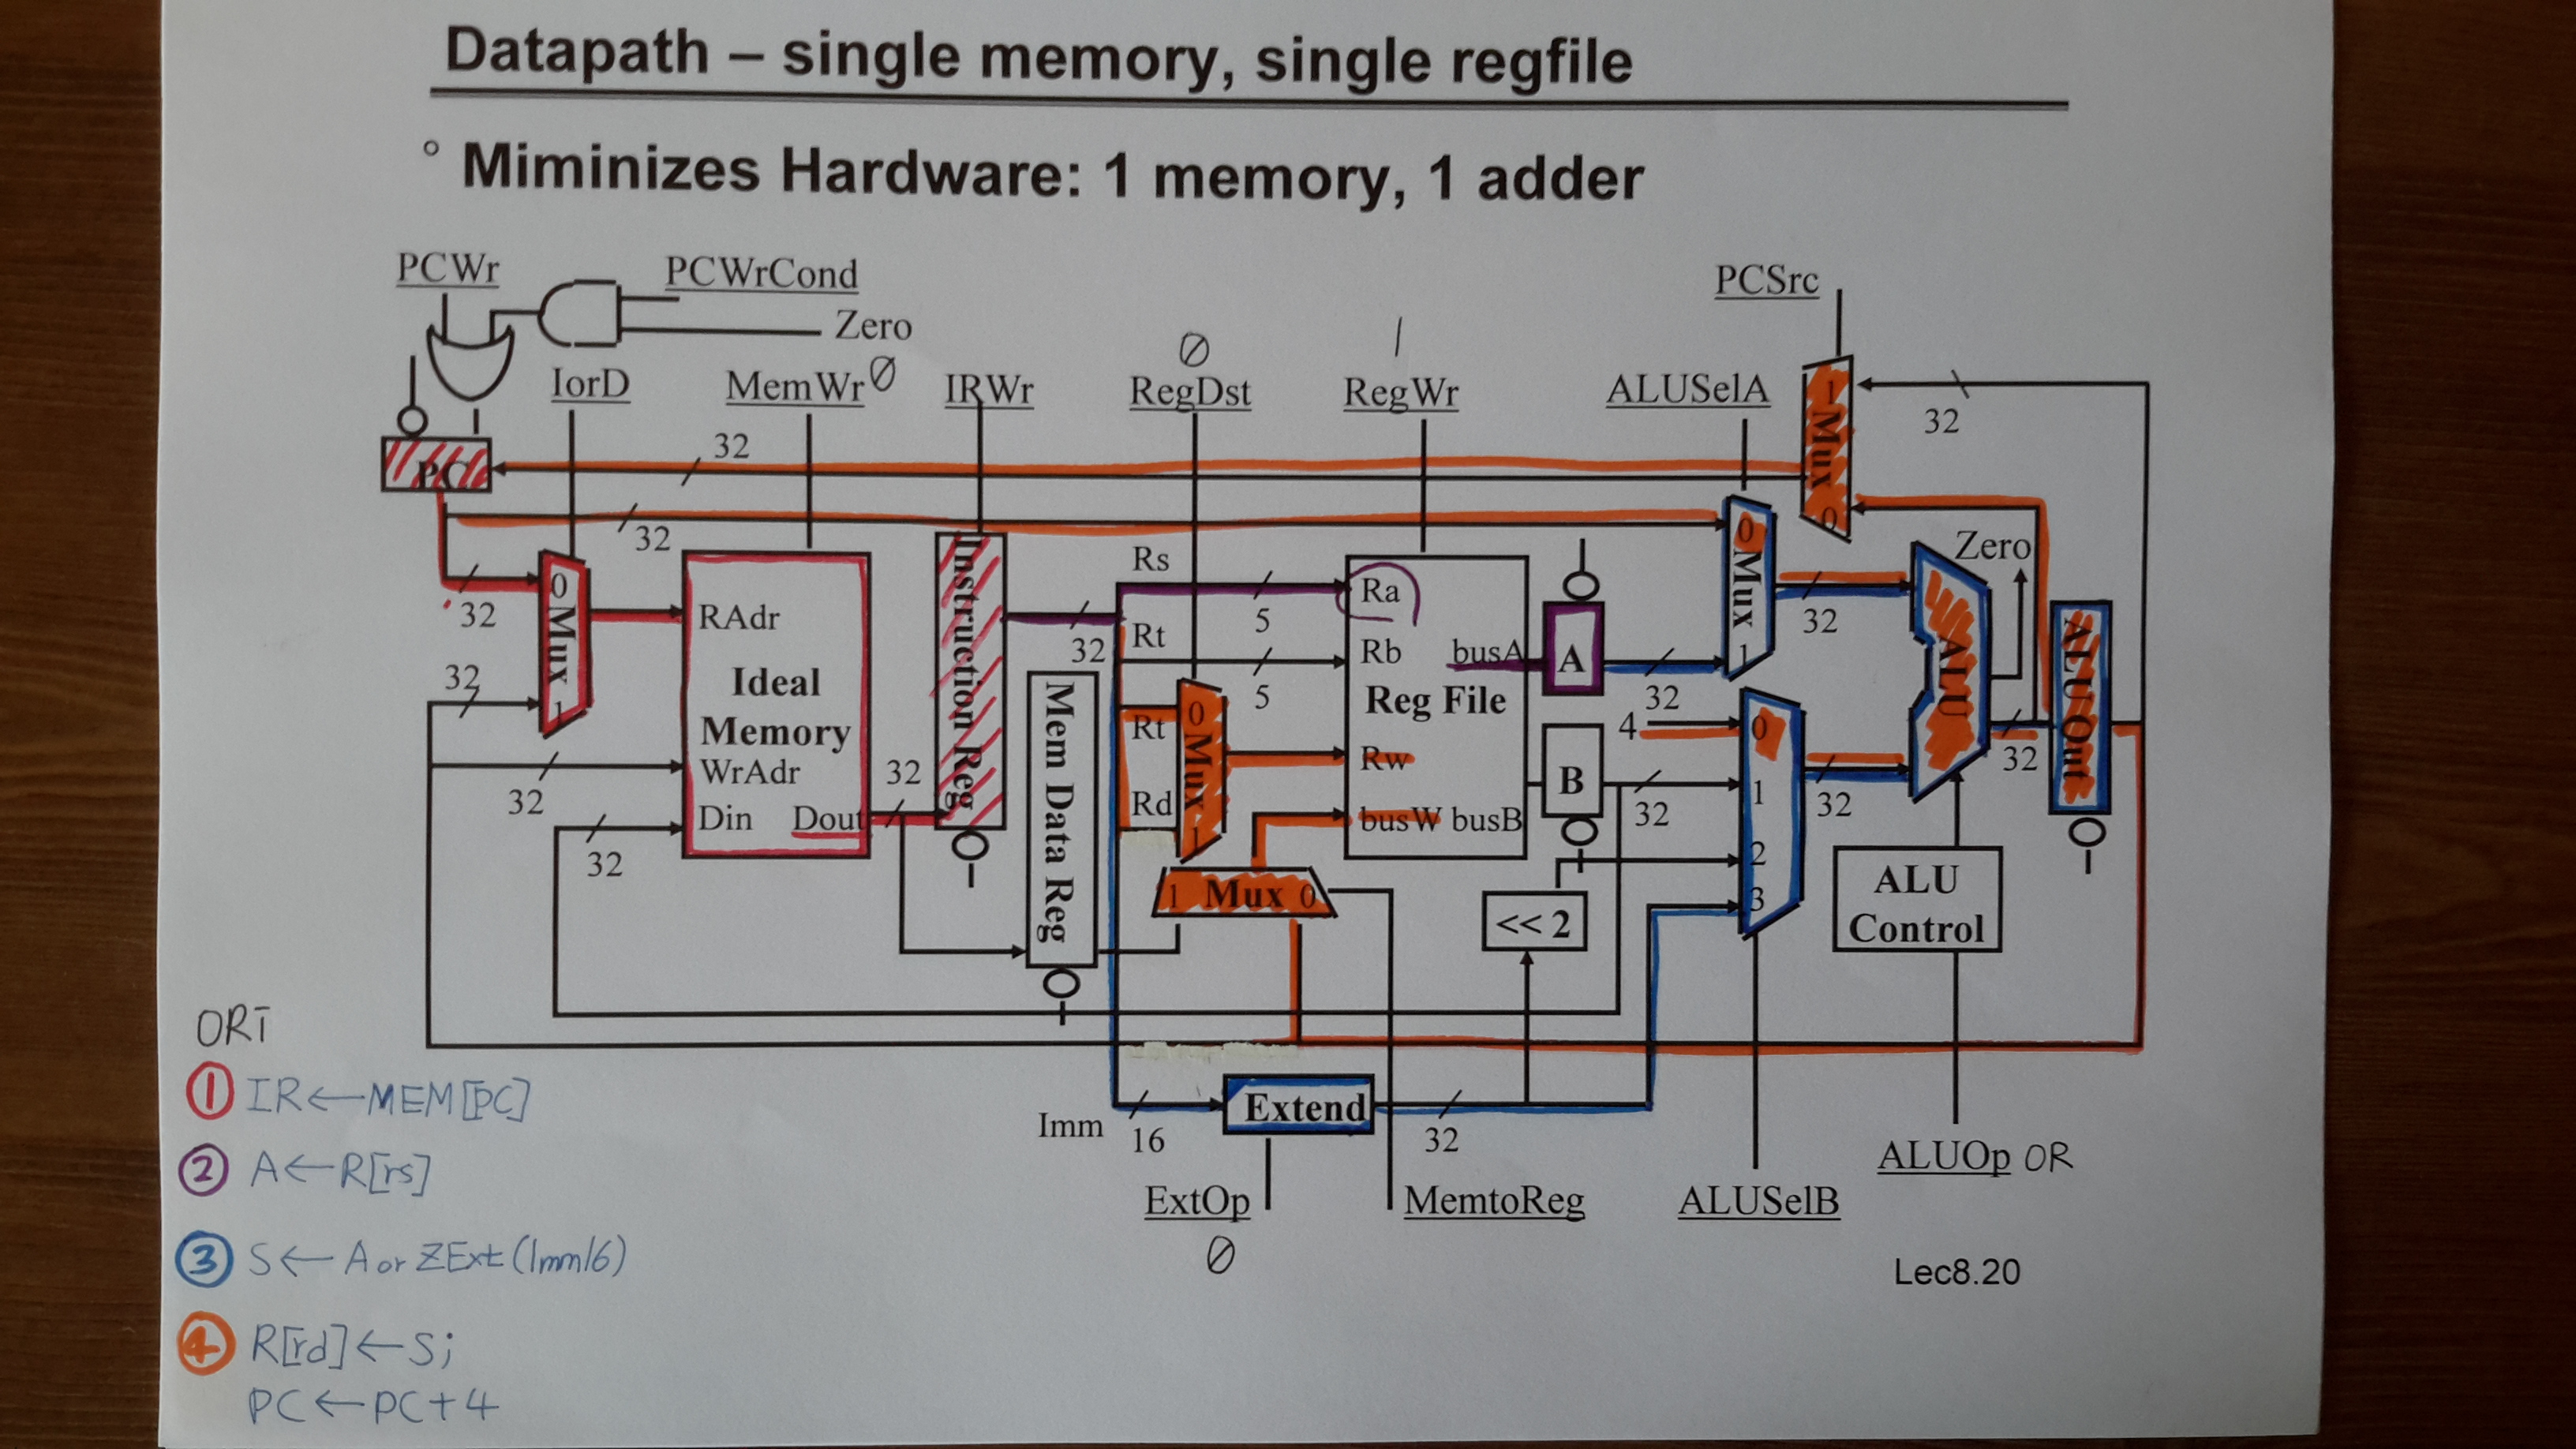 Datapath – single memory, single regfile
° Miminizes Hardware: 1 memory, 1 adder
PCWr
PCWrCond
Zero
PCSrc
IorD
MemWr 0
IRWr
0
RegDst
1
RegWr
ALUSelA
1 Mux 0
32
PC
32
32
32
0 Mux 1
32
32
32
RAdr
Ideal
Memory
WrAdr
Din
Dout
32
Instruction Reg
32
Mem Data Reg
Rs
5
Rt
5
Rt
Rd
0 Mux 1
1 Mux 0
Ra
Rb
busA
Reg File
Rw
busW busB
A
32
B
32
4
<< 2
0 Mux 1
0
1
2
3
32
32
ALU
Zero
32
ALU Out
ALU
Control
Imm
16
Extend
32
ExtOp
0
MemtoReg
ALUSelB
ALUOp OR
Lec8.20
ORI
① IR←MEM[PC]
② A←R[rs]
③ S← A or ZExt(Imm16)
④ R[rd]←S;
PC←PC+4